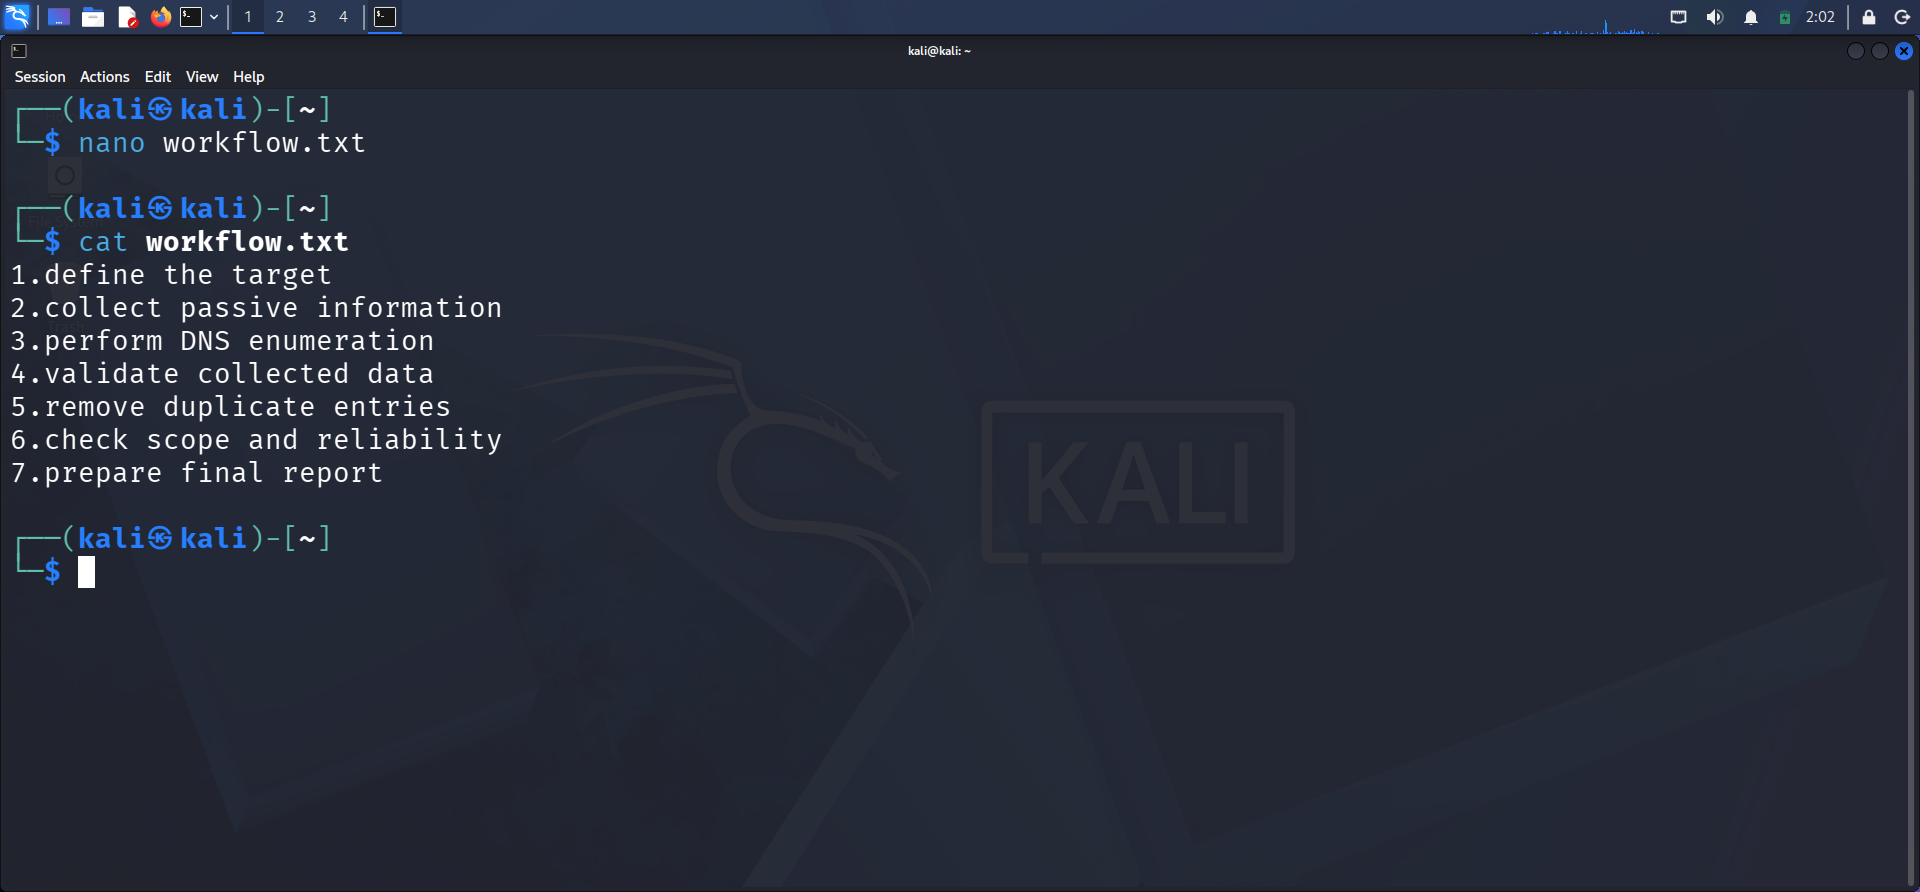 1 2 3 4 2:02
kali@kali: ~
Session Actions Edit View Help
┌──(kali㉿kali)-[~]
└─$ nano workflow.txt
┌──(kali㉿kali)-[~]
└─$ cat workflow.txt
1.define the target
2.collect passive information
3.perform DNS enumeration
4.validate collected data
5.remove duplicate entries
6.check scope and reliability
7.prepare final report
┌──(kali㉿kali)-[~]
└─$
KALI